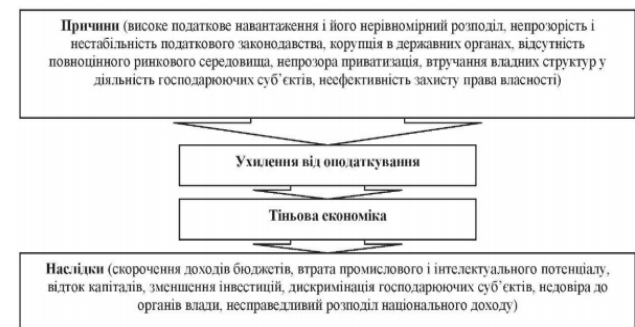 Причини (високе податкове навантаження і його нерівномірний розподіл, непрозорість і
нестабільність податкового законодавства, корупція в державних органах, відсутність
повноцінного ринкового середовища, непрозора приватизація, втручання владних структур у
діяльність господарюючих суб’єктів, неефективність захисту права власності)
Ухилення від оподаткування
Тіньова економіка
Наслідки (скорочення доходів бюджетів, втрата промислового і інтелектуального потенціалу,
відток капіталів, зменшення інвестицій, дискримінація господарюючих суб’єктів, недовіра до
органів влади, несправедливий розподіл національного доходу)